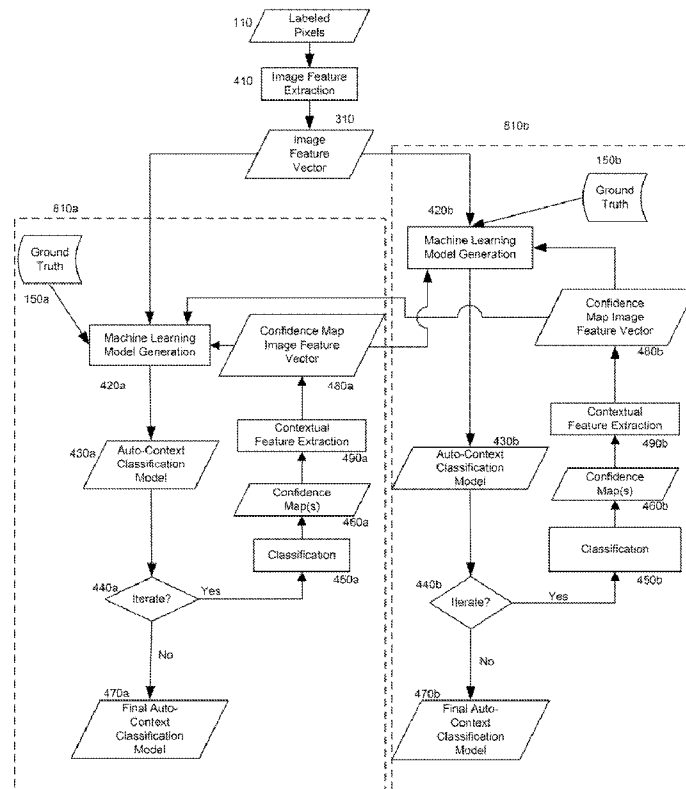 110
Labeled
Pixels
410
Image Feature
Extraction
310
Image
Feature
Vector
810a
Ground
Truth
150a
Machine Learning
Model Generation
420a
Confidence Map
Image Feature
Vector
480a
Contextual
Feature Extraction
490a
430a
Auto-Context
Classification
Model
Confidence
Map(s)
460a
Classification
450a
440a
Iterate?
Yes
No
470a
Final Auto-
Context
Classification
Model
810b
150b
Ground
Truth
420b
Machine Learning
Model Generation
Confidence
Map Image
Feature Vector
480b
Contextual
Feature Extraction
490b
430b
Auto-Context
Classification
Model
Confidence
Map(s)
460b
Classification
450b
440b
Iterate?
Yes
No
470b
Final Auto-
Context
Classification
Model